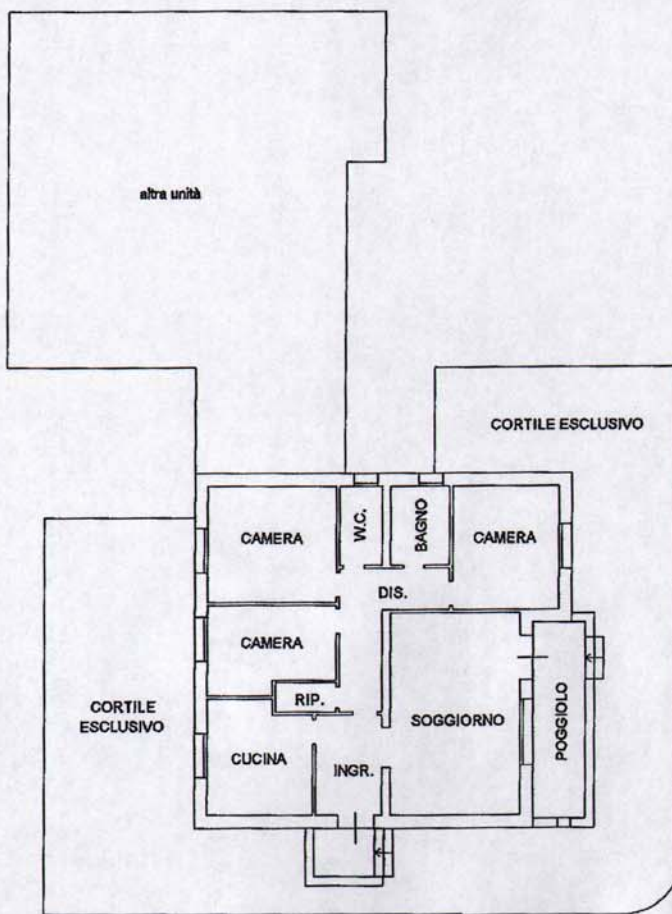 altra unità
CORTILE ESCLUSIVO
CAMERA
W.C.
BAGNO
CAMERA
DIS.
CAMERA
RIP.
CORTILE
ESCLUSIVO
SOGGIORNO
POGGIOLO
CUCINA
INGR.